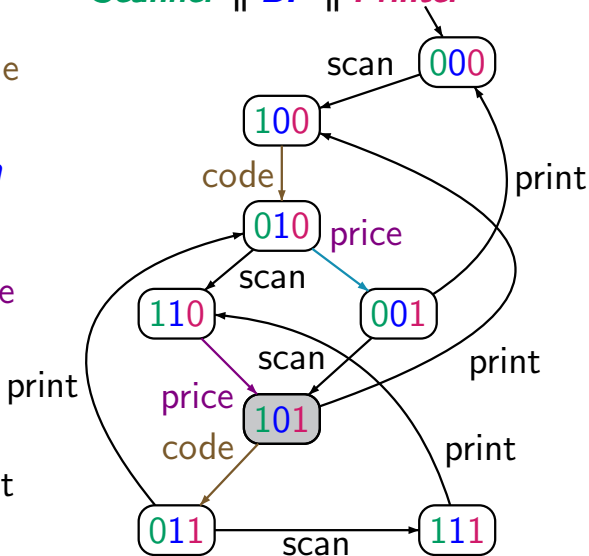 scan
000
e
100
code
print
010
price
scan
110
001
e
scan
print
print
price
101
code
print
t
011
111
scan